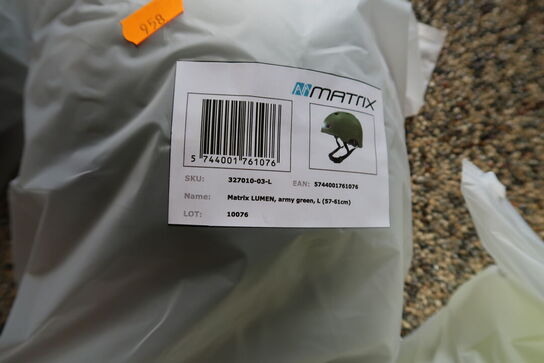 958
MATRIX
5 744001 761076
SKU: 327010-03-L EAN: 5744001761076
Name: Matrix LUMEN, army green, L (57-61cm)
LOT: 10076